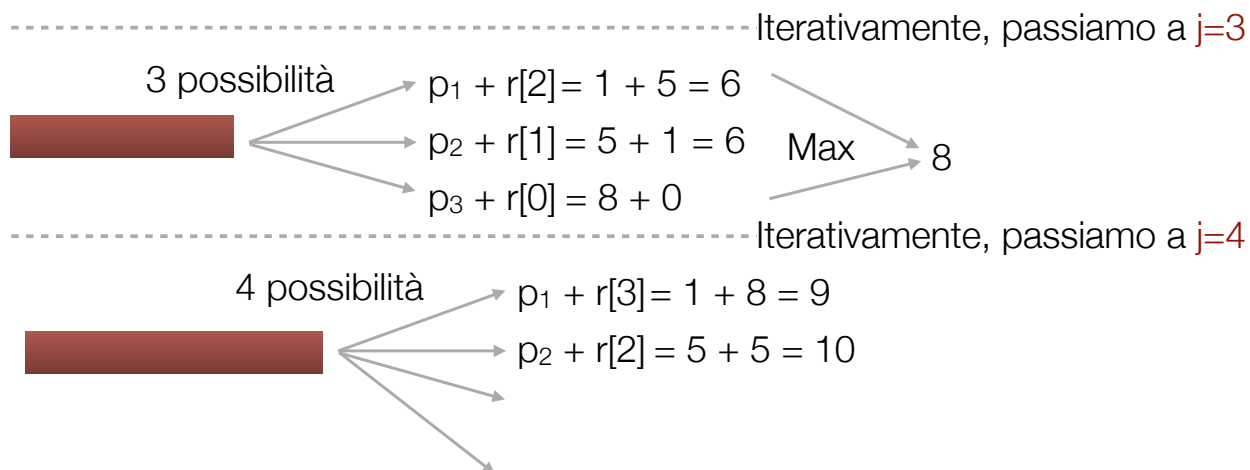 Iterativamente, passiamo a j=3
3 possibilità
p₁ + r[2] = 1 + 5 = 6
p₂ + r[1] = 5 + 1 = 6
Max
8
p₃ + r[0] = 8 + 0
Iterativamente, passiamo a j=4
4 possibilità
p₁ + r[3] = 1 + 8 = 9
p₂ + r[2] = 5 + 5 = 10